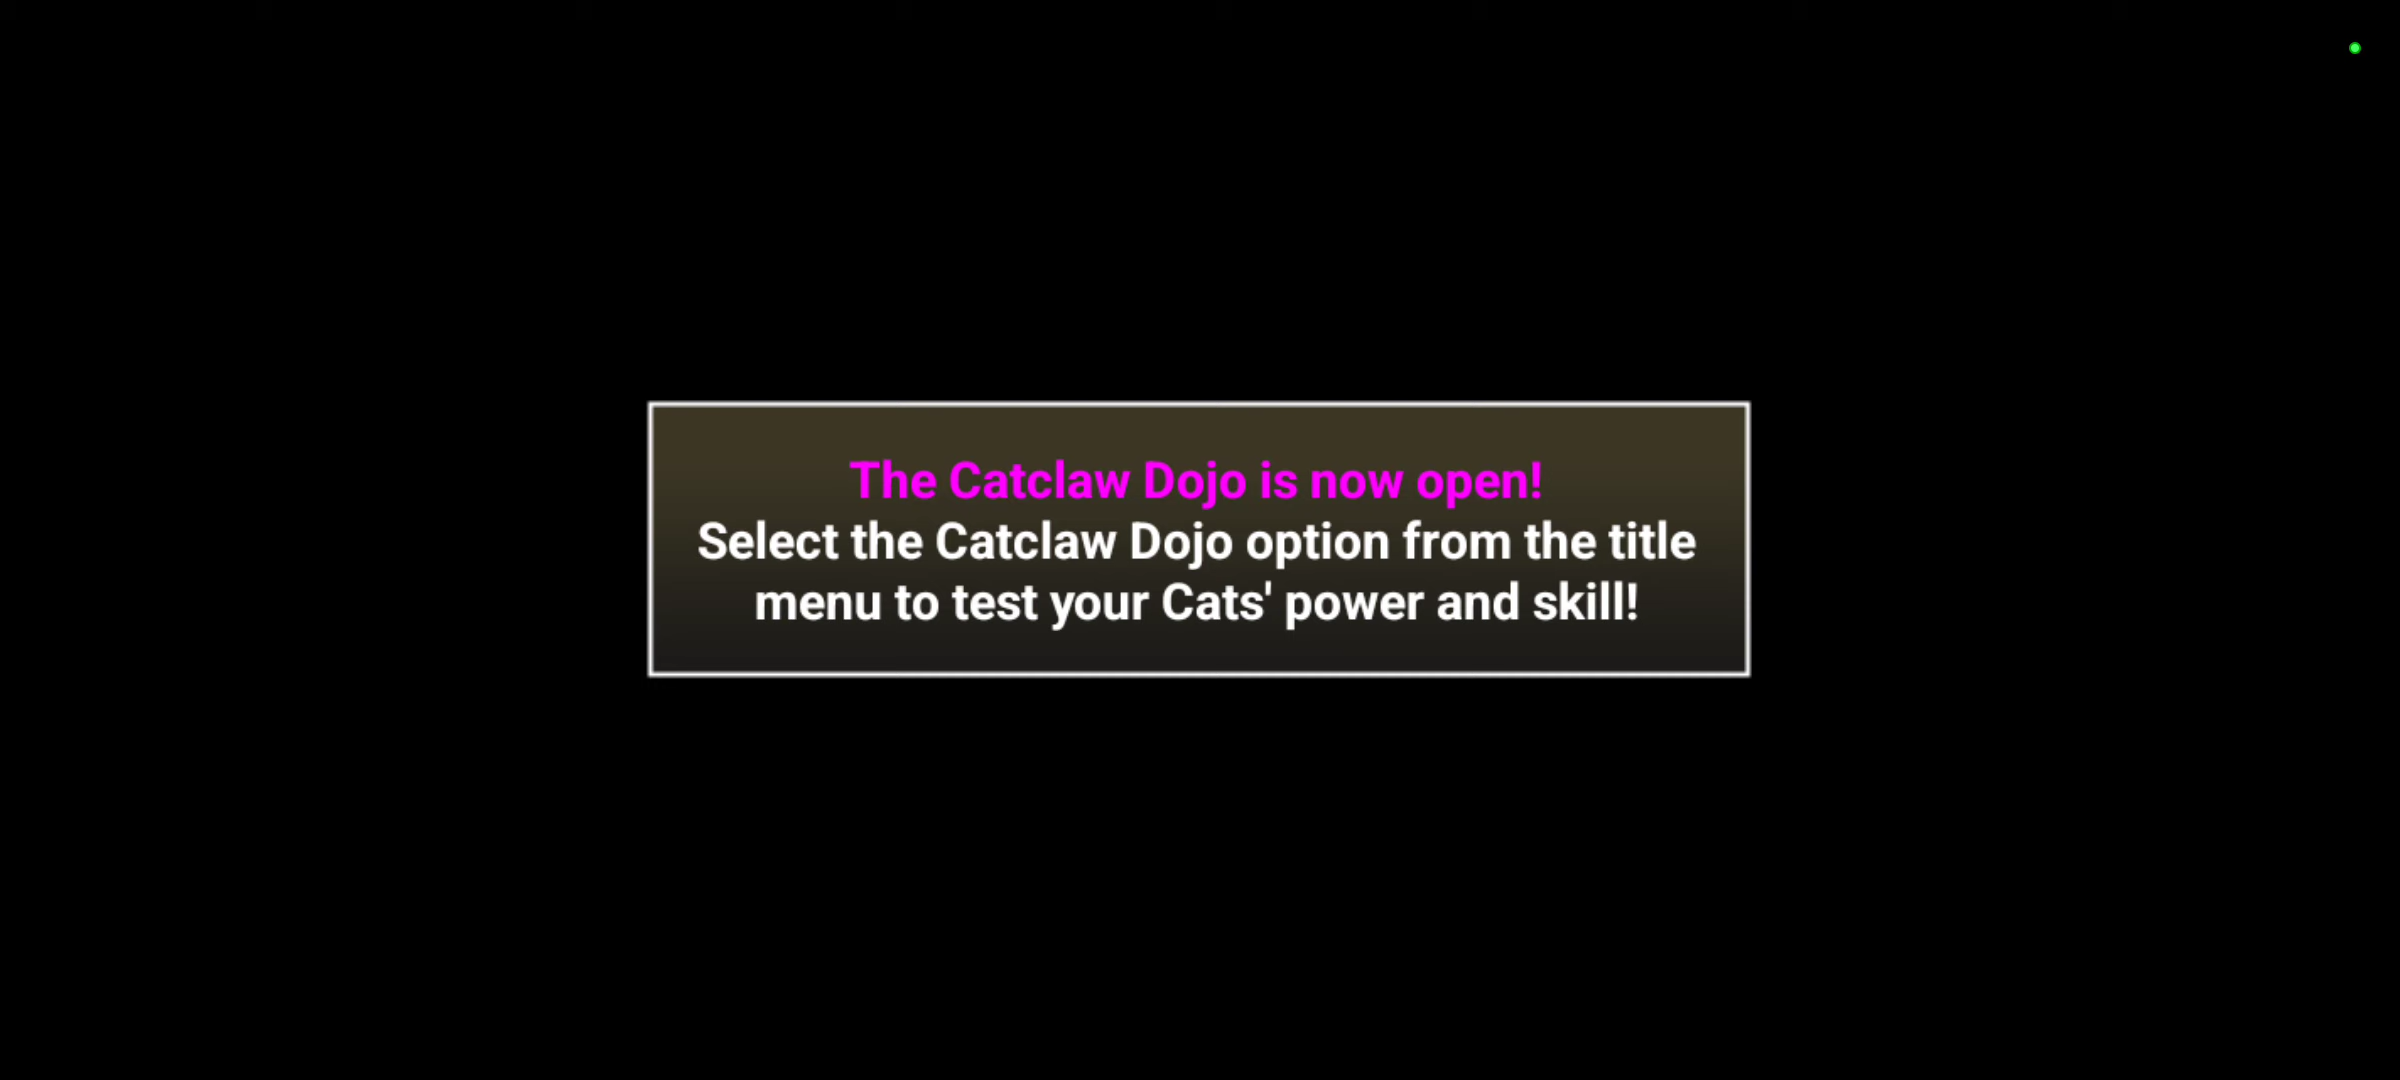 The Catclaw Dojo is now open!
Select the Catclaw Dojo option from the title
menu to test your Cats' power and skill!